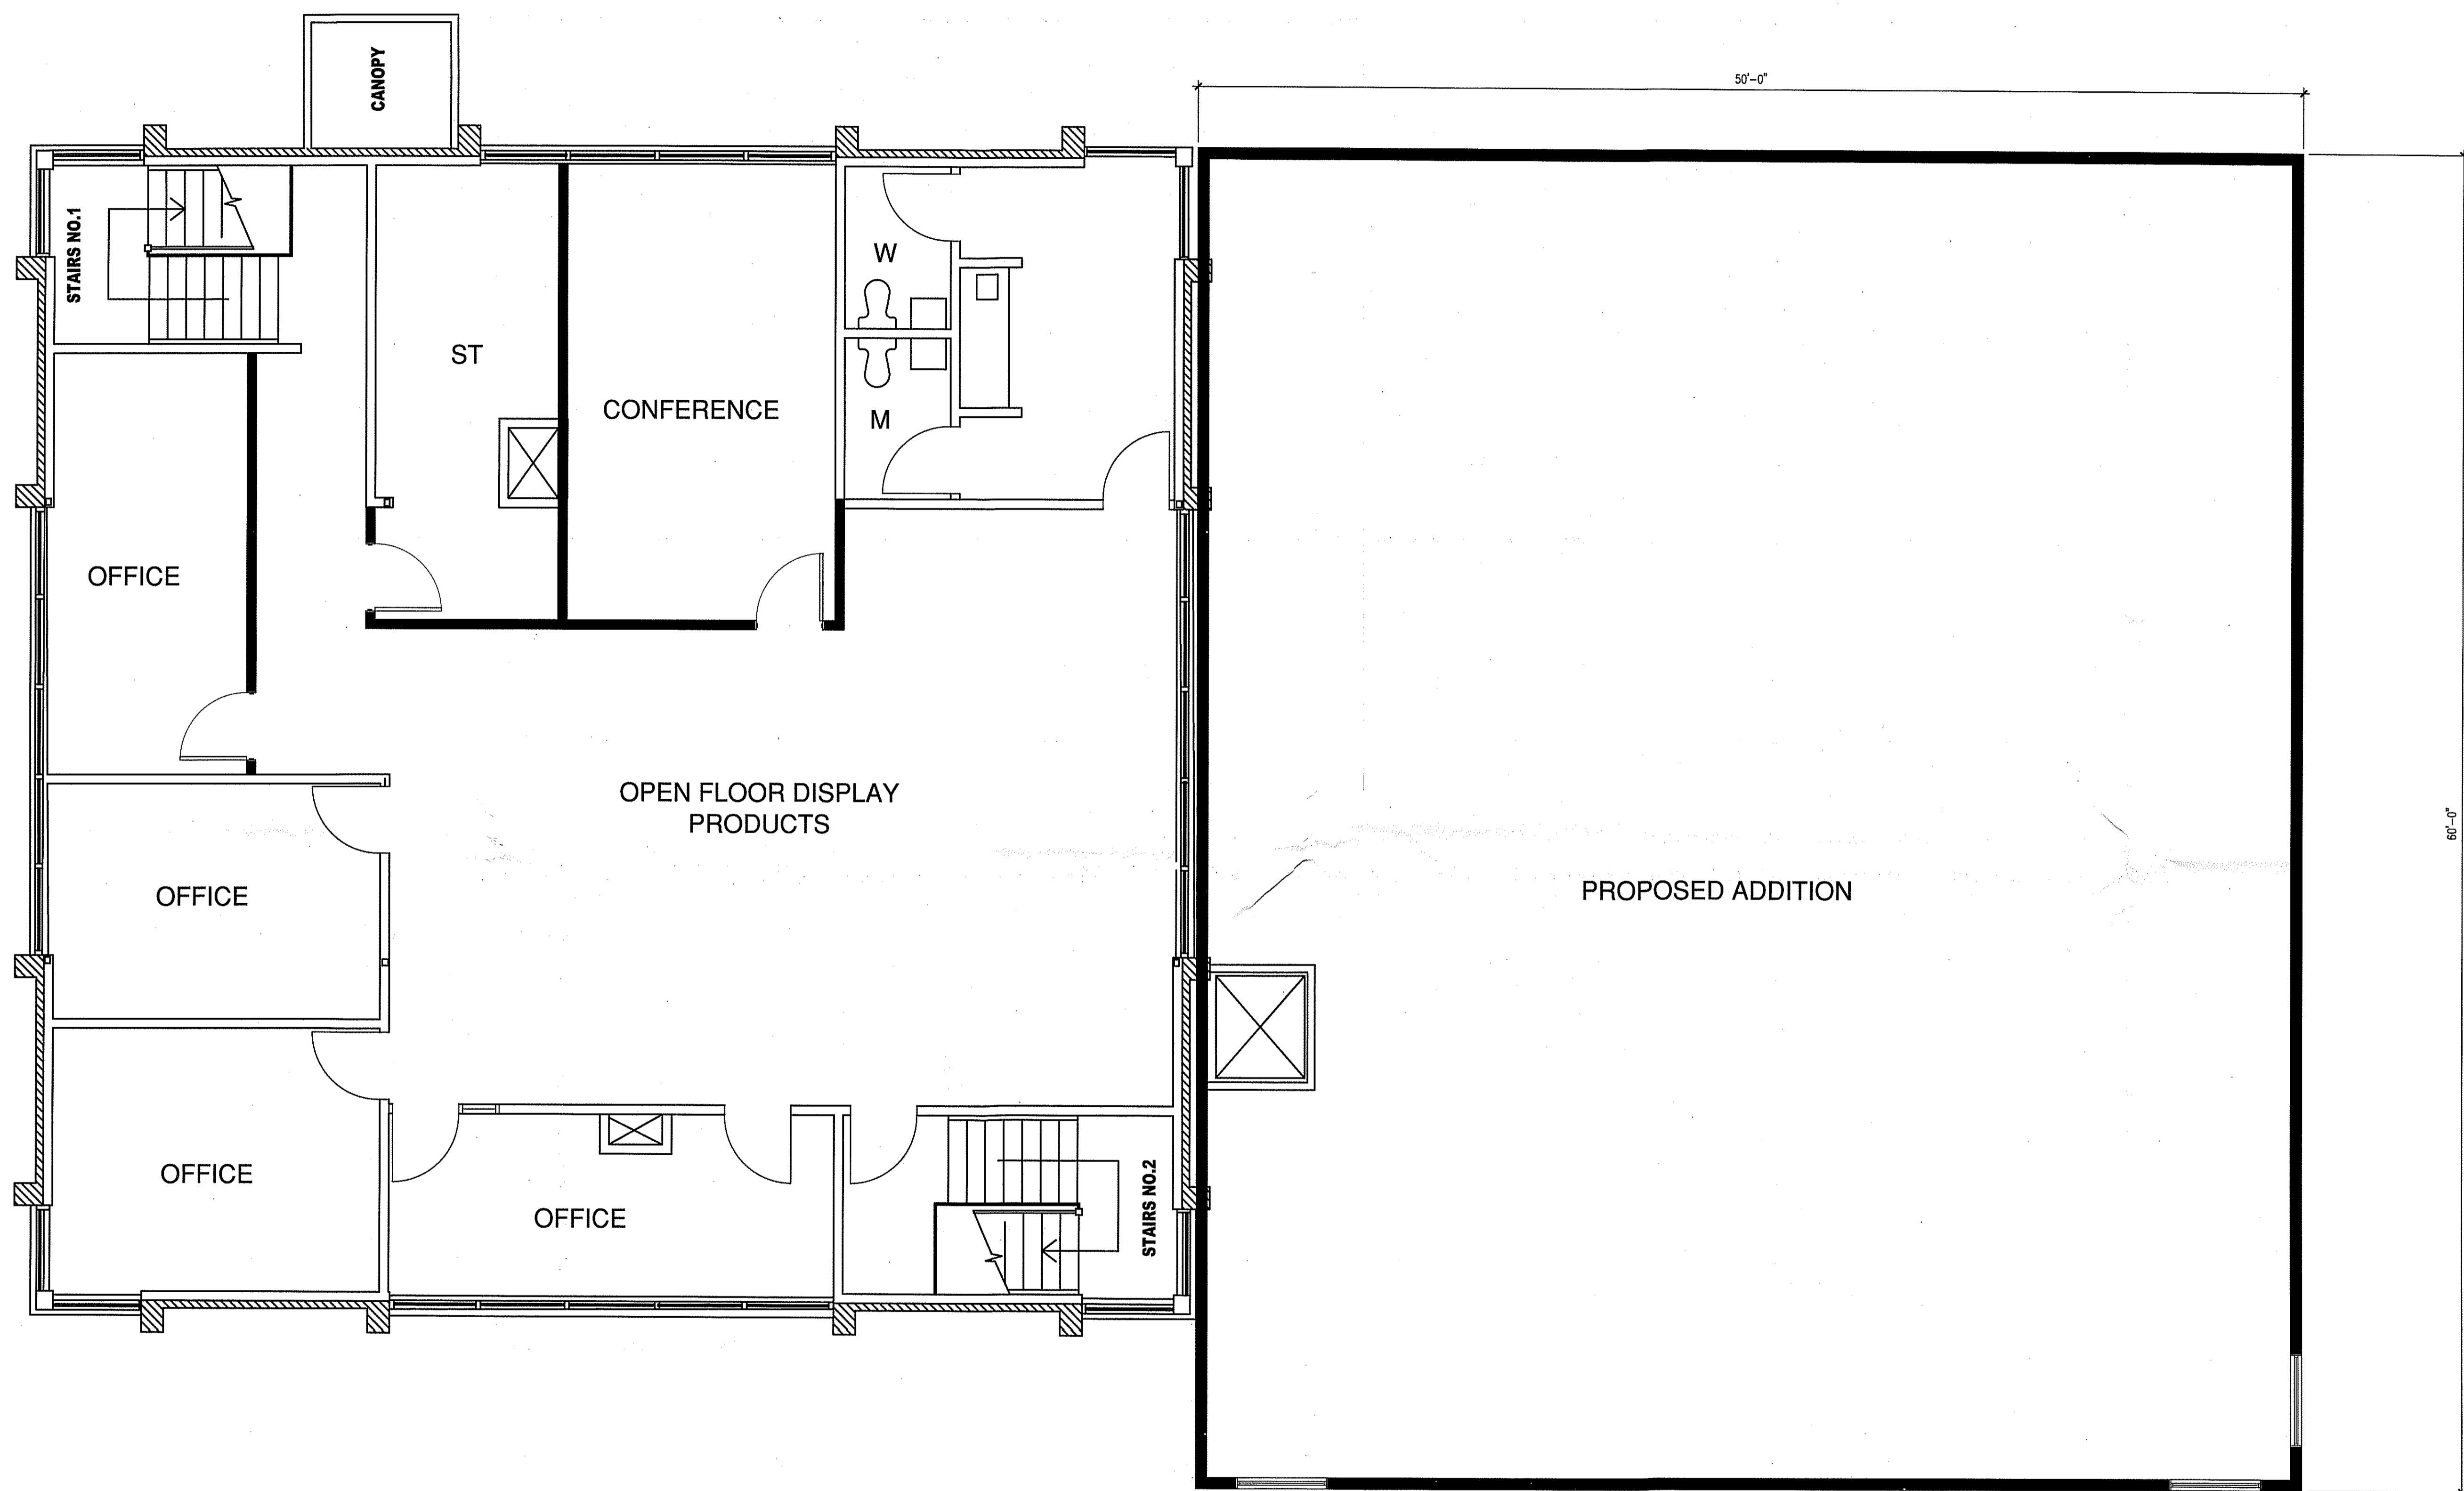 CANOPY
50'-0"
STAIRS NO.1
W
ST
CONFERENCE
M
OFFICE
OPEN FLOOR DISPLAY
PRODUCTS
60'-0"
OFFICE
PROPOSED ADDITION
OFFICE
OFFICE
STAIRS NO.2